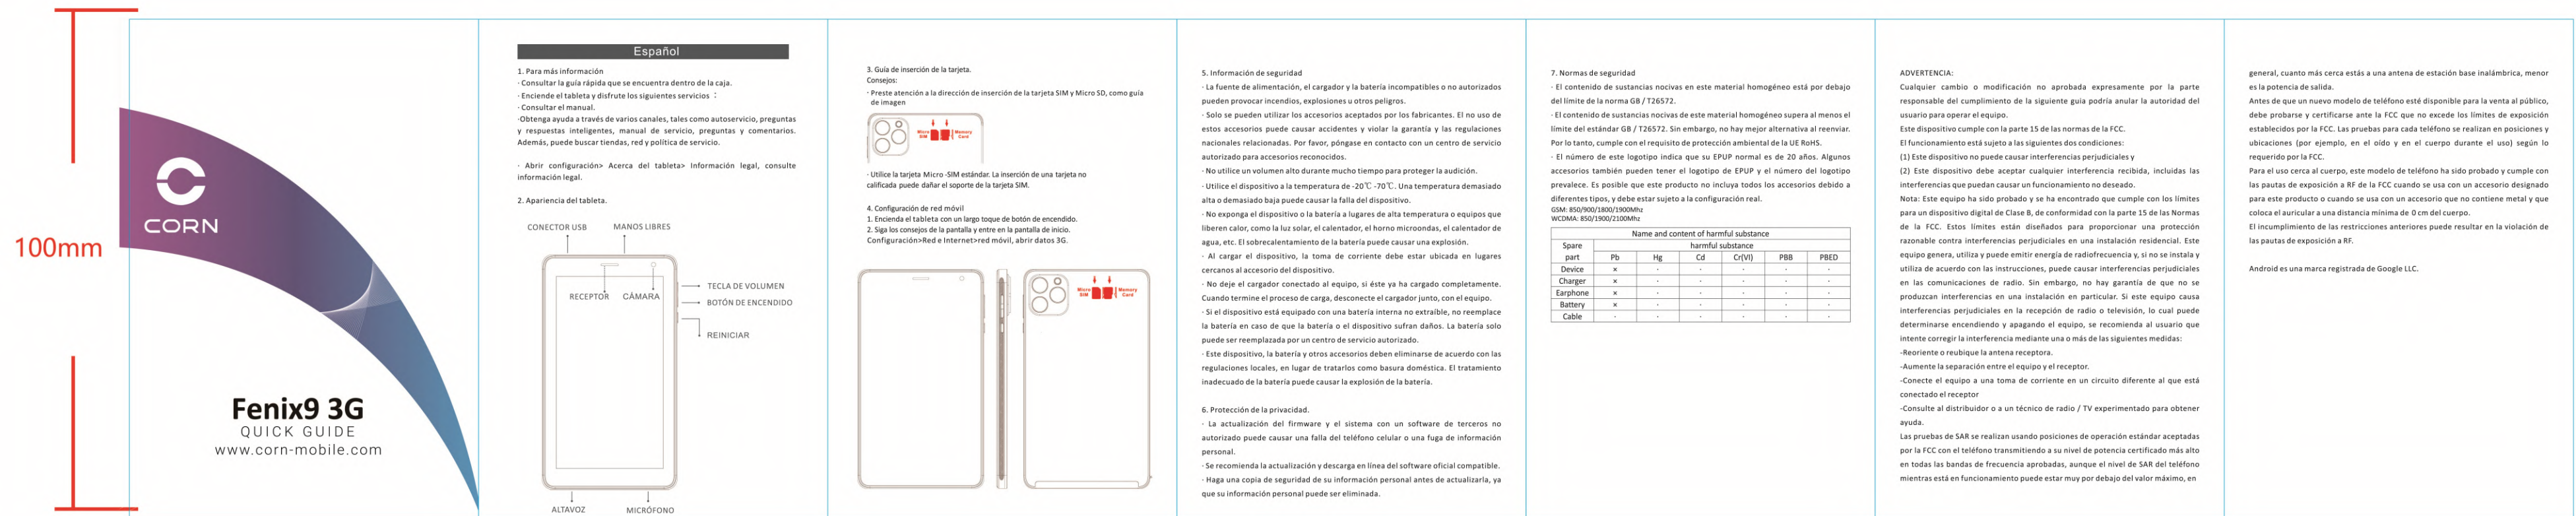 100mm
CORN
Fenix9 3G
QUICK GUIDE
www.corn-mobile.com
Español
1. Para más información
· Consultar la guía rápida que se encuentra dentro de la caja.
· Enciende el tableta y disfrute los siguientes servicios ：
· Consultar el manual.
·Obtenga ayuda a través de varios canales, tales como autoservicio, preguntas
y respuestas inteligentes, manual de servicio, preguntas y comentarios.
Además, puede buscar tiendas, red y política de servicio.
· Abrir configuración> Acerca del tableta> Información legal, consulte
información legal.
2. Apariencia del tableta.
CONECTOR USB
MANOS LIBRES
RECEPTOR
CÁMARA
TECLA DE VOLUMEN
BOTÓN DE ENCENDIDO
REINICIAR
ALTAVOZ
MICRÓFONO
3. Guía de inserción de la tarjeta.
Consejos:
· Preste atención a la dirección de inserción de la tarjeta SIM y Micro SD, como guía
de imagen
Micro SIM
Memory Card
· Utilice la tarjeta Micro -SIM estándar. La inserción de una tarjeta no
calificada puede dañar el soporte de la tarjeta SIM.
4. Configuración de red móvil
1. Encienda el tableta con un largo toque de botón de encendido.
2. Siga los consejos de la pantalla y entre en la pantalla de inicio.
Configuración>Red e Internet>red móvil, abrir datos 3G.
Micro SIM
Memory Card
5. Información de seguridad
· La fuente de alimentación, el cargador y la batería incompatibles o no autorizados
pueden provocar incendios, explosiones u otros peligros.
· Solo se pueden utilizar los accesorios aceptados por los fabricantes. El no uso de
estos accesorios puede causar accidentes y violar la garantía y las regulaciones
nacionales relacionadas. Por favor, póngase en contacto con un centro de servicio
autorizado para accesorios reconocidos.
· No utilice un volumen alto durante mucho tiempo para proteger la audición.
· Utilice el dispositivo a la temperatura de -20℃ -70℃. Una temperatura demasiado
alta o demasiado baja puede causar la falla del dispositivo.
· No exponga el dispositivo o la batería a lugares de alta temperatura o equipos que
liberen calor, como la luz solar, el calentador, el horno microondas, el calentador de
agua, etc. El sobrecalentamiento de la batería puede causar una explosión.
· Al cargar el dispositivo, la toma de corriente debe estar ubicada en lugares
cercanos al accesorio del dispositivo.
· No deje el cargador conectado al equipo, si éste ya ha cargado completamente.
Cuando termine el proceso de carga, desconecte el cargador junto, con el equipo.
· Si el dispositivo está equipado con una batería interna no extraíble, no reemplace
la batería en caso de que la batería o el dispositivo sufran daños. La batería solo
puede ser reemplazada por un centro de servicio autorizado.
· Este dispositivo, la batería y otros accesorios deben eliminarse de acuerdo con las
regulaciones locales, en lugar de tratarlos como basura doméstica. El tratamiento
inadecuado de la batería puede causar la explosión de la batería.
6. Protección de la privacidad.
· La actualización del firmware y el sistema con un software de terceros no
autorizado puede causar una falla del teléfono celular o una fuga de información
personal.
· Se recomienda la actualización y descarga en línea del software oficial compatible.
· Haga una copia de seguridad de su información personal antes de actualizarla, ya
que su información personal puede ser eliminada.
7. Normas de seguridad
· El contenido de sustancias nocivas en este material homogéneo está por debajo
del límite de la norma GB / T26572.
· El contenido de sustancias nocivas de este material homogéneo supera al menos el
límite del estándar GB / T26572. Sin embargo, no hay mejor alternativa al reenviar.
Por lo tanto, cumple con el requisito de protección ambiental de la UE RoHS.
· El número de este logotipo indica que su EPUP normal es de 20 años. Algunos
accesorios también pueden tener el logotipo de EPUP y el número del logotipo
prevalece. Es posible que este producto no incluya todos los accesorios debido a
diferentes tipos, y debe estar sujeto a la configuración real.
GSM: 850/900/1800/1900Mhz
WCDMA: 850/1900/2100Mhz
Name and content of harmful substance
Spare part
harmful substance
Pb Hg Cd Cr(VI) PBB PBED
Device × · · · · ·
Charger × · · · · ·
Earphone × · · · · ·
Battery × · · · · ·
Cable · · · · · ·
ADVERTENCIA:
Cualquier cambio o modificación no aprobada expresamente por la parte
responsable del cumplimiento de la siguiente guia podría anular la autoridad del
usuario para operar el equipo.
Este dispositivo cumple con la parte 15 de las normas de la FCC.
El funcionamiento está sujeto a las siguientes dos condiciones:
(1) Este dispositivo no puede causar interferencias perjudiciales y
(2) Este dispositivo debe aceptar cualquier interferencia recibida, incluidas las
interferencias que puedan causar un funcionamiento no deseado.
Nota: Este equipo ha sido probado y se ha encontrado que cumple con los límites
para un dispositivo digital de Clase B, de conformidad con la parte 15 de las Normas
de la FCC. Estos límites están diseñados para proporcionar una protección
razonable contra interferencias perjudiciales en una instalación residencial. Este
equipo genera, utiliza y puede emitir energía de radiofrecuencia y, si no se instala y
utiliza de acuerdo con las instrucciones, puede causar interferencias perjudiciales
en las comunicaciones de radio. Sin embargo, no hay garantía de que no se
produzcan interferencias en una instalación en particular. Si este equipo causa
interferencias perjudiciales en la recepción de radio o televisión, lo cual puede
determinarse encendiendo y apagando el equipo, se recomienda al usuario que
intente corregir la interferencia mediante una o más de las siguientes medidas:
-Reoriente o reubique la antena receptora.
-Aumente la separación entre el equipo y el receptor.
-Conecte el equipo a una toma de corriente en un circuito diferente al que está
conectado el receptor
-Consulte al distribuidor o a un técnico de radio / TV experimentado para obtener
ayuda.
Las pruebas de SAR se realizan usando posiciones de operación estándar aceptadas
por la FCC con el teléfono transmitiendo a su nivel de potencia certificado más alto
en todas las bandas de frecuencia aprobadas, aunque el nivel de SAR del teléfono
mientras está en funcionamiento puede estar muy por debajo del valor máximo, en
general, cuanto más cerca estás a una antena de estación base inalámbrica, menor
es la potencia de salida.
Antes de que un nuevo modelo de teléfono esté disponible para la venta al público,
debe probarse y certificarse ante la FCC que no excede los límites de exposición
establecidos por la FCC. Las pruebas para cada teléfono se realizan en posiciones y
ubicaciones (por ejemplo, en el oído y en el cuerpo durante el uso) según lo
requerido por la FCC.
Para el uso cerca al cuerpo, este modelo de teléfono ha sido probado y cumple con
las pautas de exposición a RF de la FCC cuando se usa con un accesorio designado
para este producto o cuando se usa con un accesorio que no contiene metal y que
coloca el auricular a una distancia mínima de 0 cm del cuerpo.
El incumplimiento de las restricciones anteriores puede resultar en la violación de
las pautas de exposición a RF.
Android es una marca registrada de Google LLC.